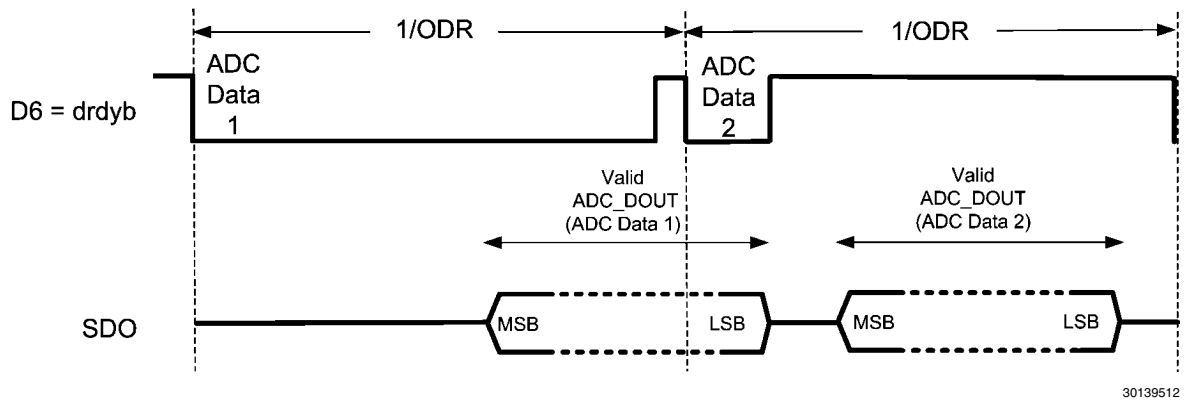 1/ODR
1/ODR
D6 = drdyb
ADC
Data
1
ADC
Data
2
Valid
ADC_DOUT
(ADC Data 1)
Valid
ADC_DOUT
(ADC Data 2)
SDO
MSB
LSB
MSB
LSB
30139512